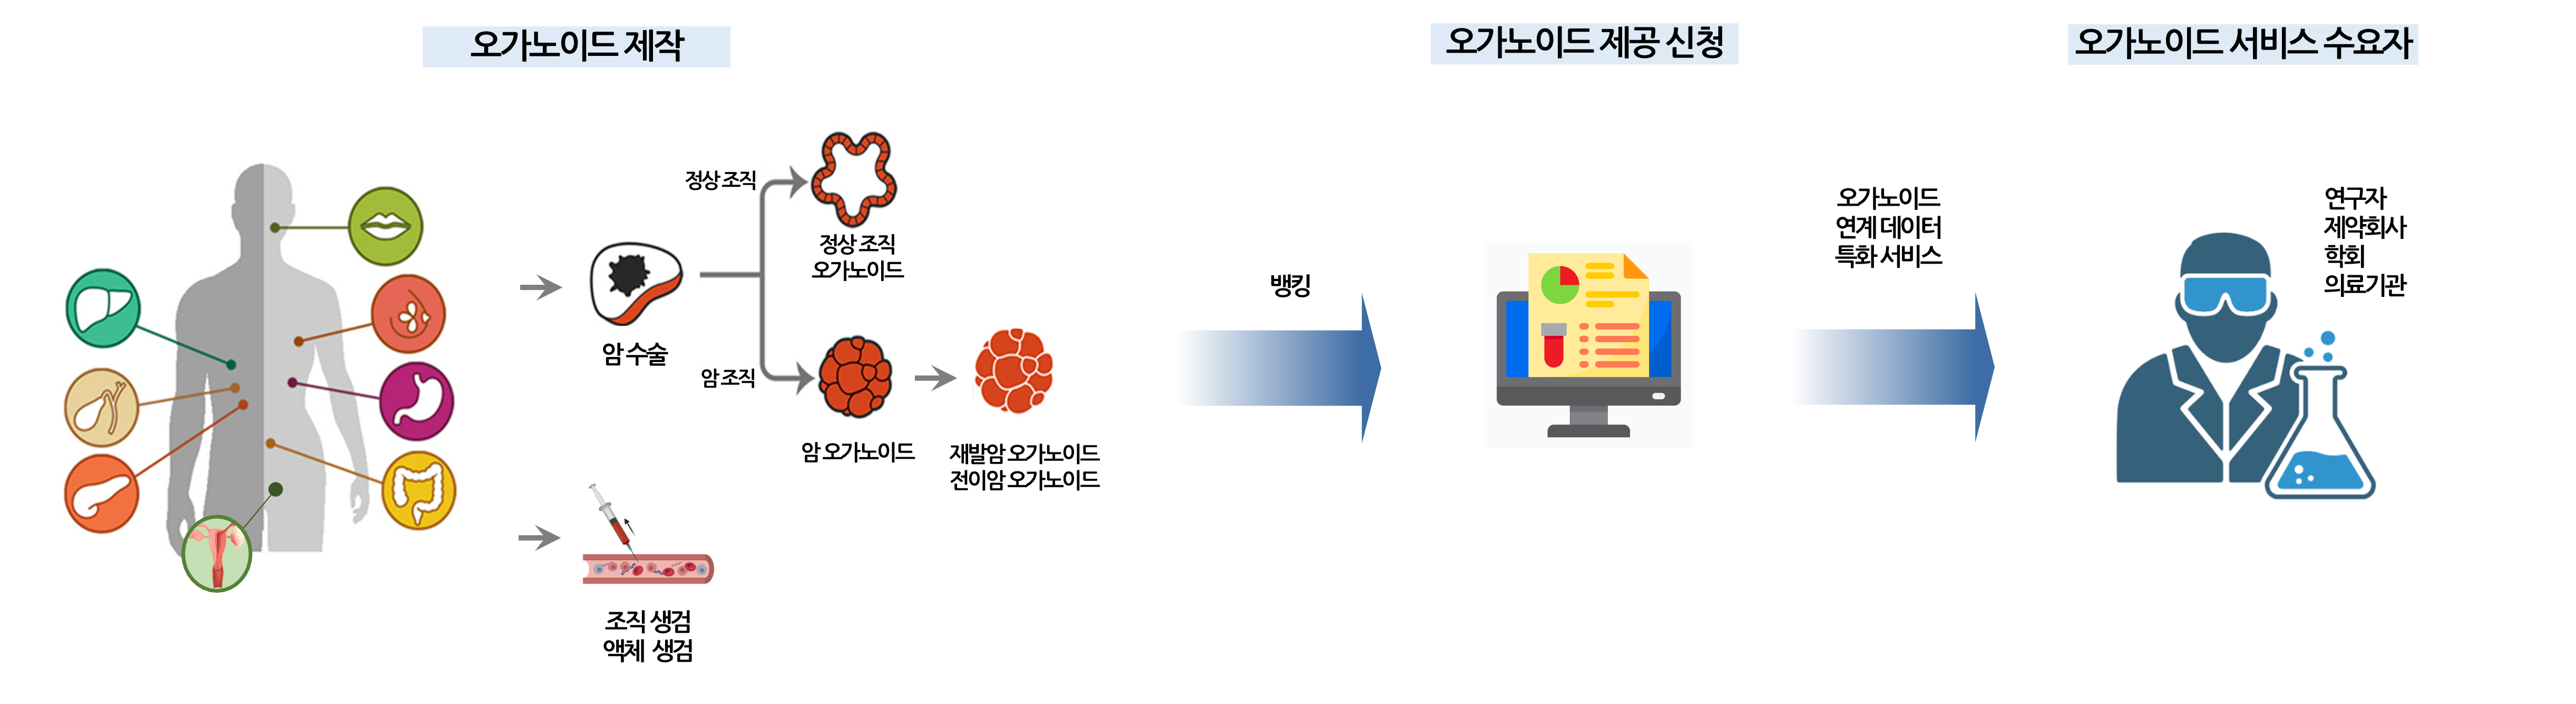 오가노이드 제작
정상 조직
정상 조직
오가노이드
암 수술
암 조직
암 오가노이드
재발암 오가노이드
전이암 오가노이드
조직 생검
액체 생검
뱅킹
오가노이드 제공 신청
오가노이드
연계 데이터
특화 서비스
오가노이드 서비스 수요자
연구자
제약회사
학회
의료기관